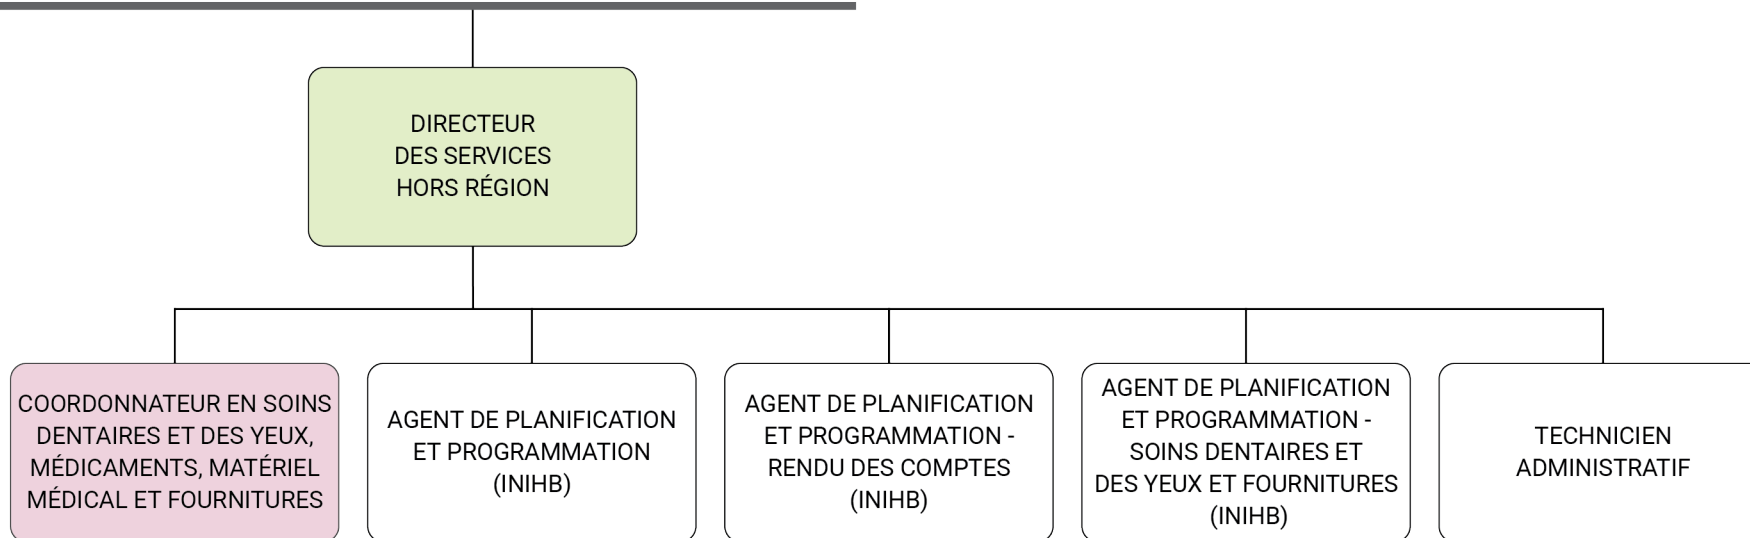 DIRECTEUR
DES SERVICES
HORS RÉGION
COORDONNATEUR EN SOINS
DENTAIRES ET DES YEUX,
MÉDICAMENTS, MATÉRIEL
MÉDICAL ET FOURNITURES
AGENT DE PLANIFICATION
ET PROGRAMMATION
(INIHB)
AGENT DE PLANIFICATION
ET PROGRAMMATION -
RENDU DES COMPTES
(INIHB)
AGENT DE PLANIFICATION
ET PROGRAMMATION -
SOINS DENTAIRES ET
DES YEUX ET FOURNITURES
(INIHB)
TECHNICIEN
ADMINISTRATIF